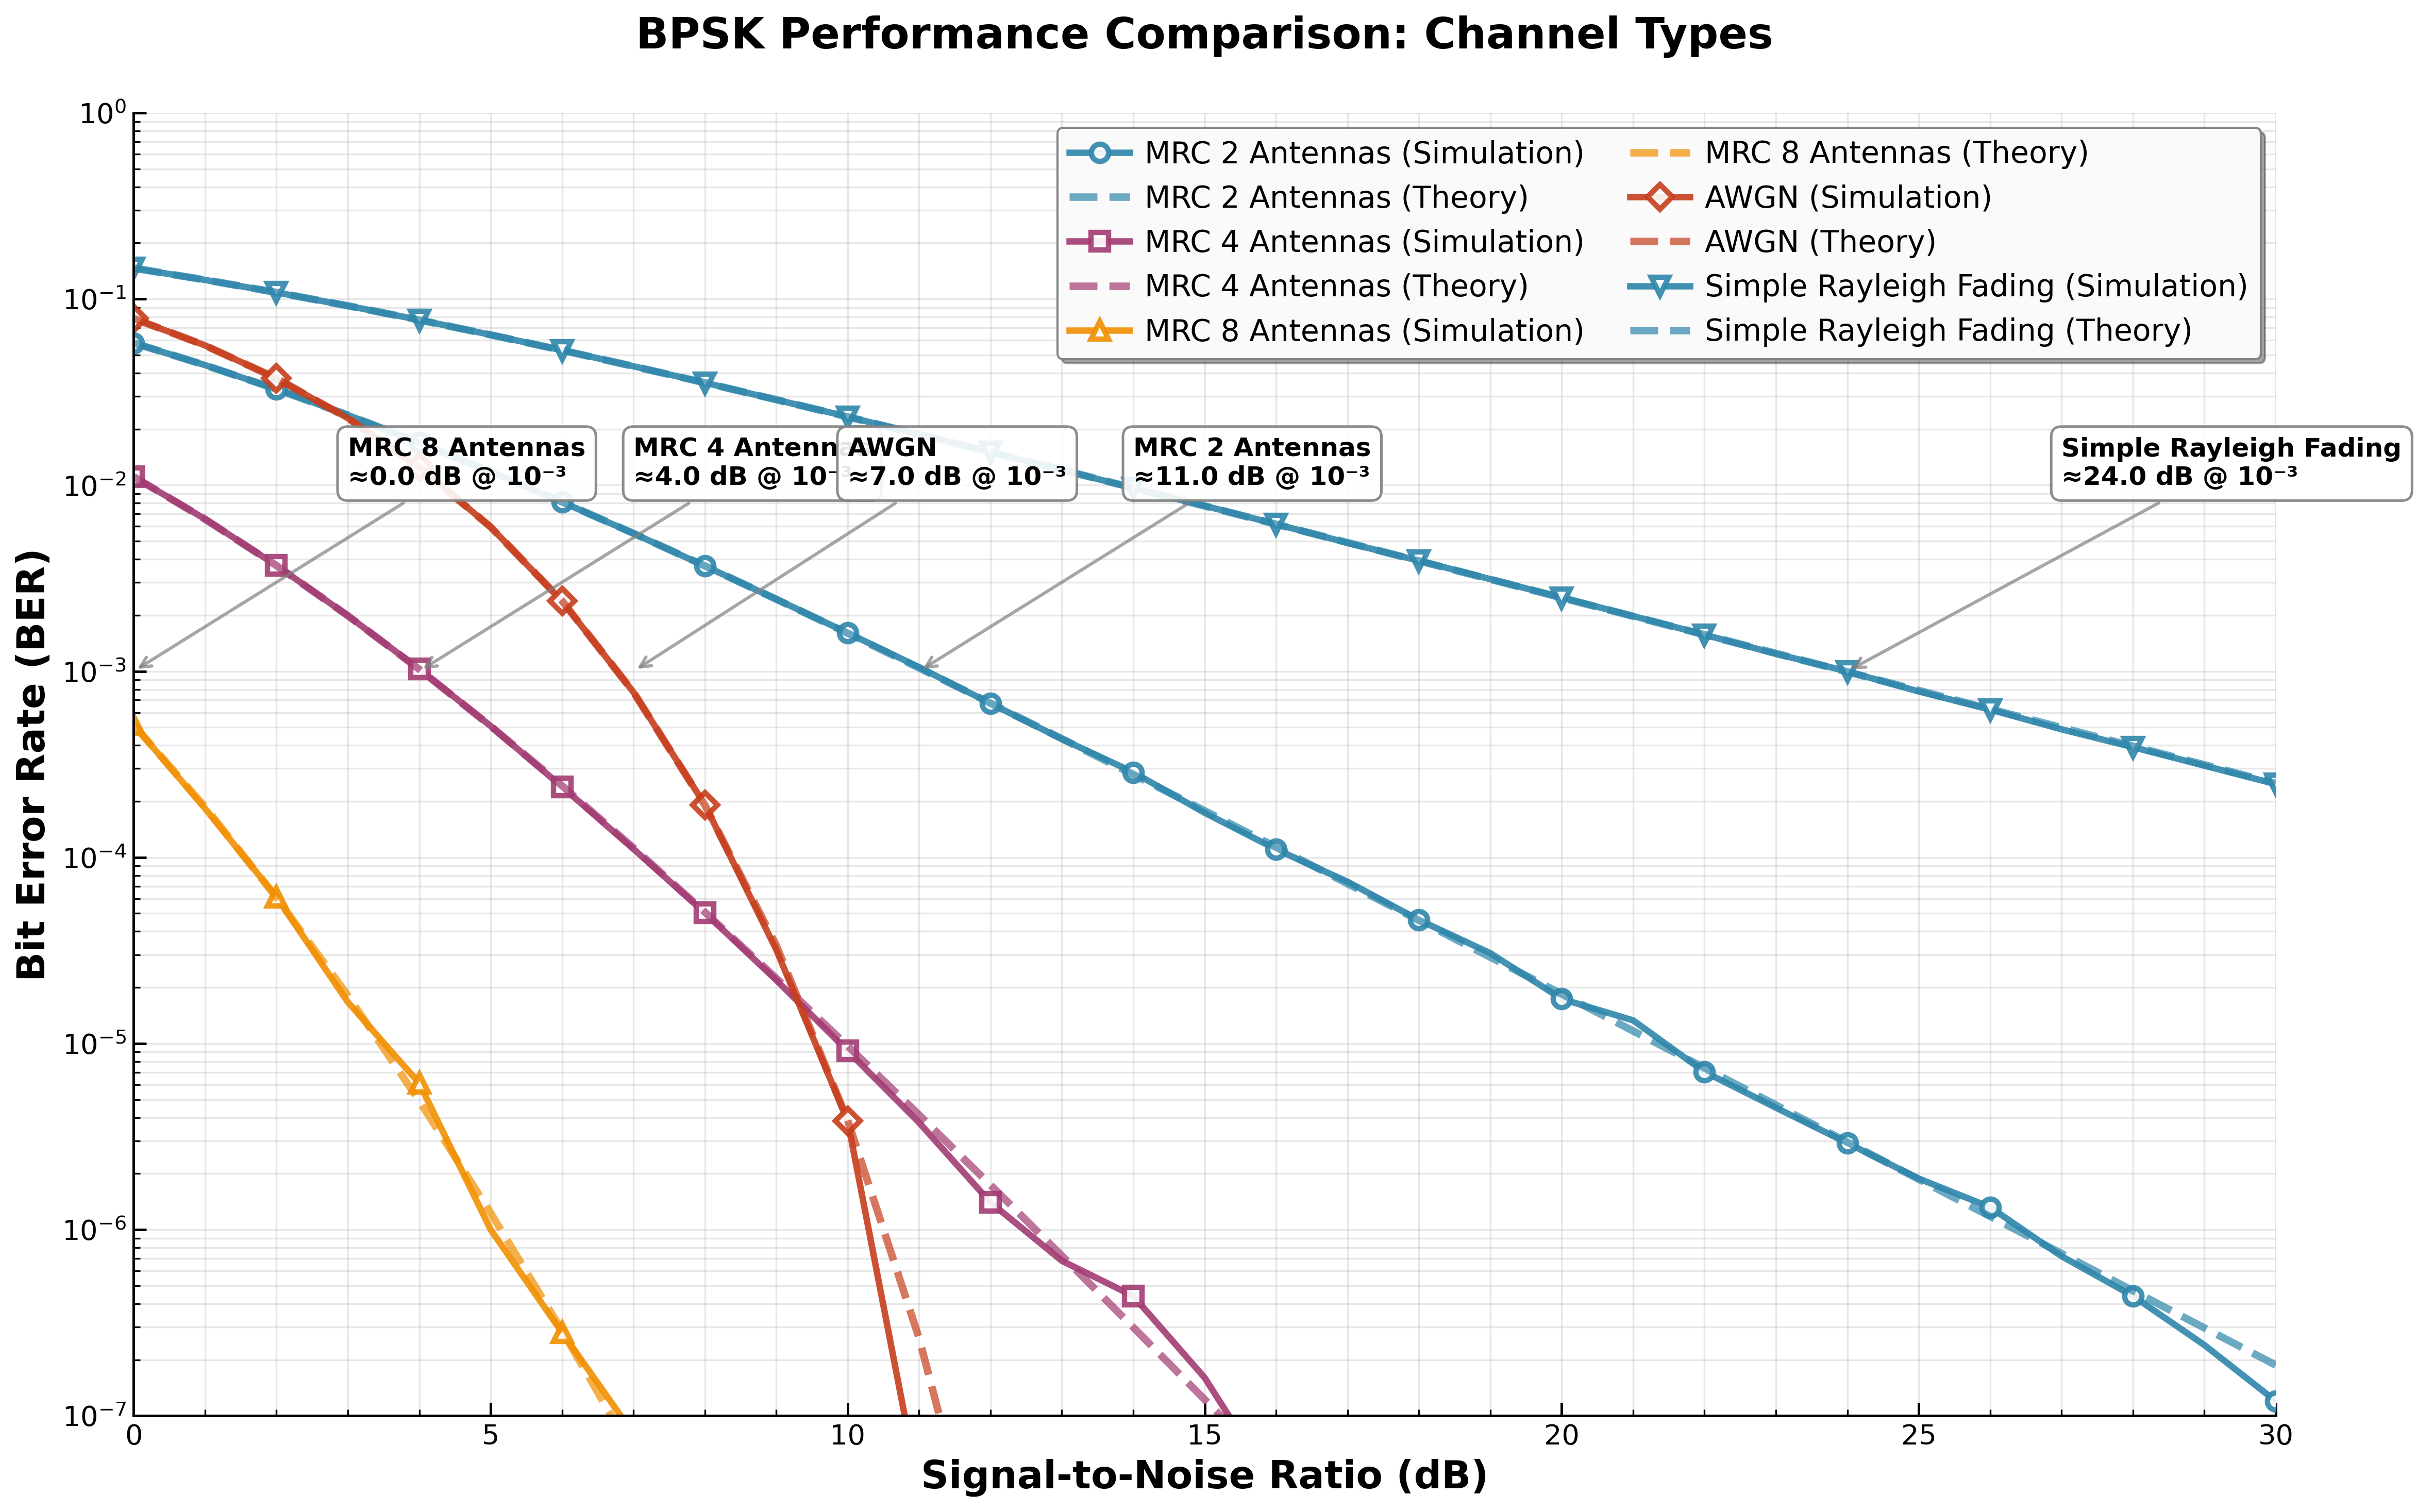 BPSK Performance Comparison: Channel Types
10⁰
10⁻¹
10⁻²
10⁻³
10⁻⁴
10⁻⁵
10⁻⁶
10⁻⁷
Bit Error Rate (BER)
MRC 2 Antennas (Simulation)
MRC 2 Antennas (Theory)
MRC 4 Antennas (Simulation)
MRC 4 Antennas (Theory)
MRC 8 Antennas (Simulation)
MRC 8 Antennas (Theory)
AWGN (Simulation)
AWGN (Theory)
Simple Rayleigh Fading (Simulation)
Simple Rayleigh Fading (Theory)
MRC 8 Antennas
≈0.0 dB @ 10⁻³
MRC 4 Antennas
≈4.0 dB @ 10⁻³
AWGN
≈7.0 dB @ 10⁻³
MRC 2 Antennas
≈11.0 dB @ 10⁻³
Simple Rayleigh Fading
≈24.0 dB @ 10⁻³
0 5 10 15 20 25 30
Signal-to-Noise Ratio (dB)